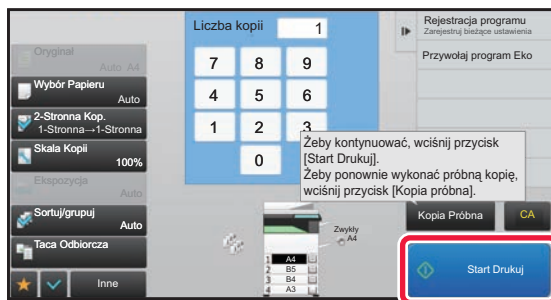 Liczba kopii 1
Rejestracja programu
Zarejestruj bieżące ustawienia
Przywołaj program Eko
Oryginał
Auto A4
Wybór Papieru
Auto
2-Stronna Kop.
1-Stronna→1-Stronna
Skala Kopii
100%
Ekspozycja
Auto
Sortuj/grupuj
Auto
Taca Odbiorcza
Inne
7 8 9
4 5 6
1 2 3
0
Żeby kontynuować, wciśnij przycisk
[Start Drukuj].
Żeby ponownie wykonać próbną kopię,
wciśnij przycisk [Kopia próbna].
Zwykły
A4
1 A4
2 B5
3 B4
4 A3
Kopia Próbna
CA
Start Drukuj